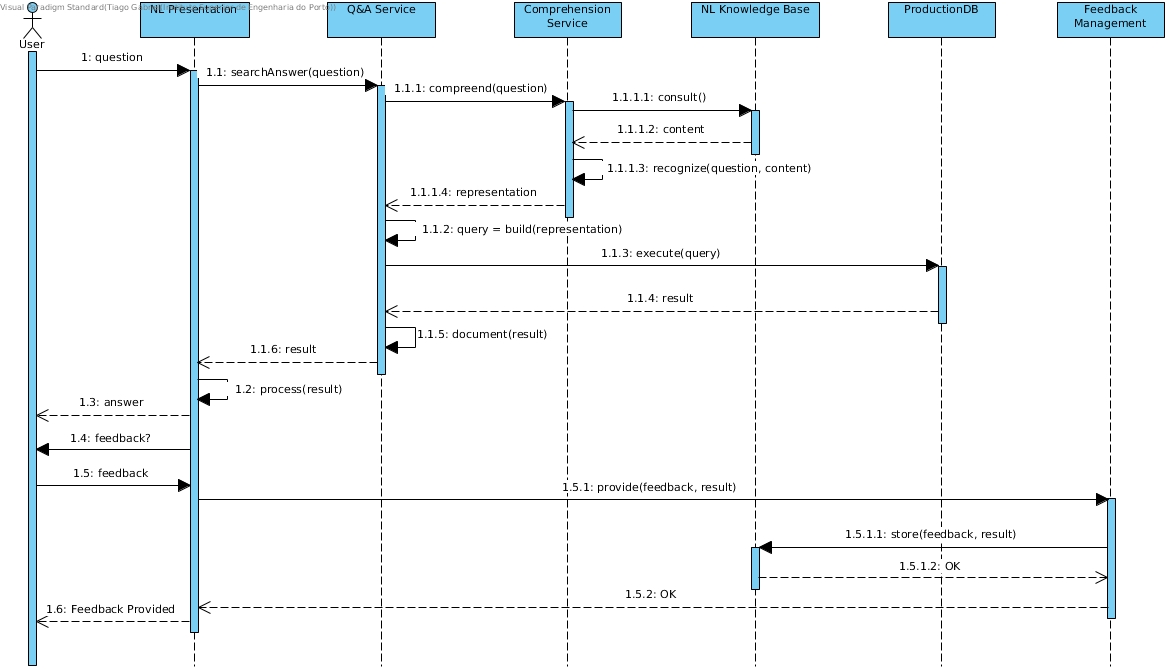 Visual Paradigm Standard(Tiago
de Engenharia do Porto))
NL Presentation
Q&A Service
Comprehension
Service
NL Knowledge Base
ProductionDB
Feedback
Management
User
1: question
1.1: searchAnswer(question)
1.1.1: compreend(question)
1.1.1.1: consult()
1.1.1.2: content
1.1.1.3: recognize(question, content)
1.1.1.4: representation
1.1.2: query = build(representation)
1.1.3: execute(query)
1.1.4: result
1.1.5: document(result)
1.1.6: result
1.2: process(result)
1.3: answer
1.4: feedback?
1.5: feedback
1.5.1: provide(feedback, result)
1.5.1.1: store(feedback, result)
1.5.1.2: OK
1.5.2: OK
1.6: Feedback Provided